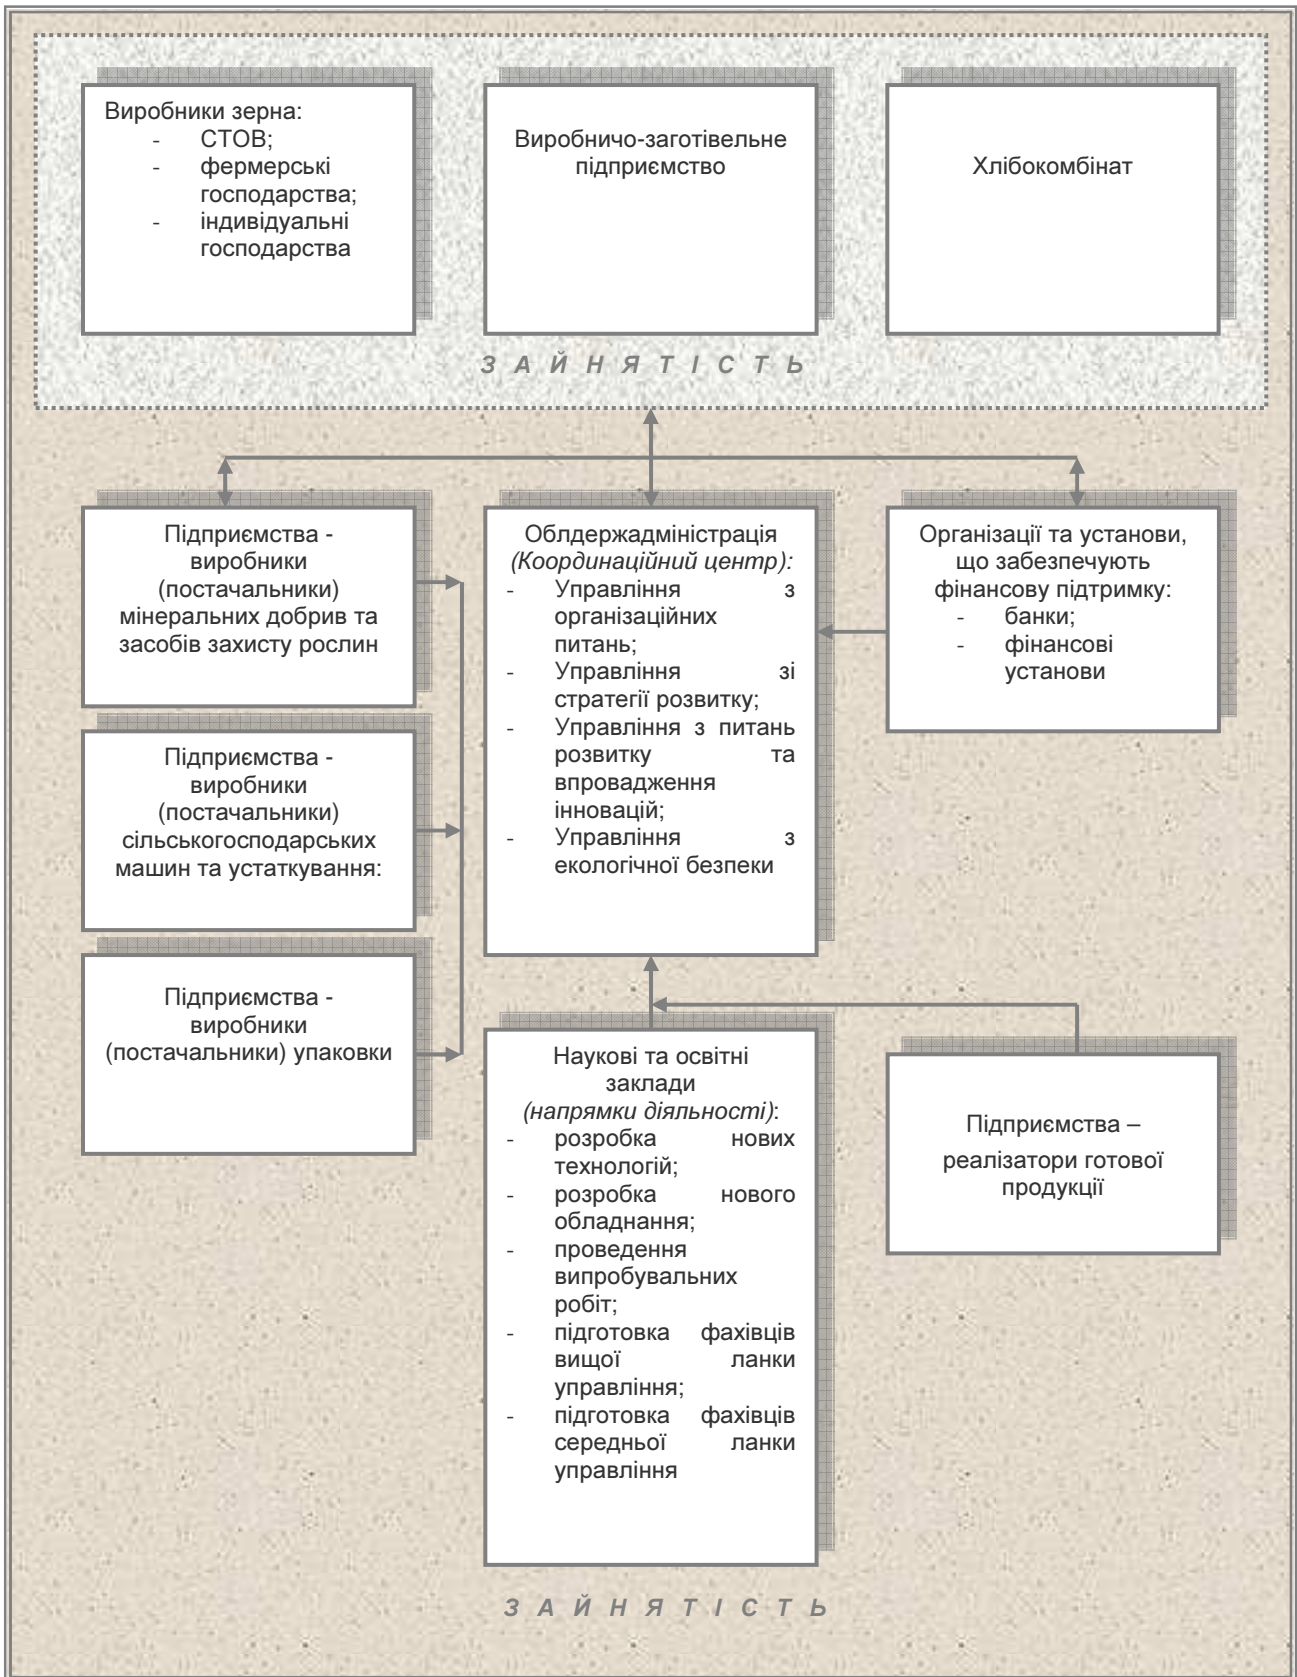 Виробники зерна:
- СТОВ;
- фермерські
господарства;
- індивідуальні
господарства
Виробничо-заготівельне
підприємство
Хлібокомбінат
З А Й Н Я Т І С Т Ь
Підприємства -
виробники
(постачальники)
мінеральних добрив та
засобів захисту рослин
Підприємства -
виробники
(постачальники)
сільськогосподарських
машин та устаткування:
Підприємства -
виробники
(постачальники) упаковки
Облдержадміністрація
(Координаційний центр):
- Управління з
організаційних
питань;
- Управління зі
стратегії розвитку;
- Управління з питань
розвитку та
впровадження
інновацій;
- Управління з
екологічної безпеки
Організації та установи,
що забезпечують
фінансову підтримку:
- банки;
- фінансові
установи
Наукові та освітні
заклади
(напрямки діяльності):
- розробка нових
технологій;
- розробка нового
обладнання;
- проведення
випробувальних
робіт;
- підготовка фахівців
вищої ланки
управління;
- підготовка фахівців
середньої ланки
управління
Підприємства –
реалізатори готової
продукції
З А Й Н Я Т І С Т Ь